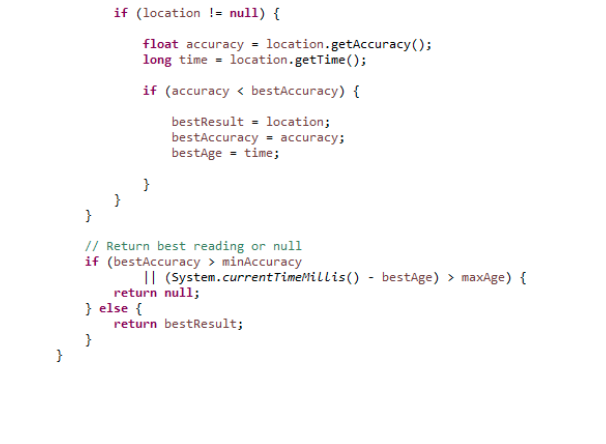 if (location != null) {
float accuracy = location.getAccuracy();
long time = location.getTime();
if (accuracy < bestAccuracy) {
bestResult = location;
bestAccuracy = accuracy;
bestAge = time;
}
}
}
// Return best reading or null
if (bestAccuracy > minAccuracy
|| (System.currentTimeMillis() - bestAge) > maxAge) {
return null;
} else {
return bestResult;
}
}